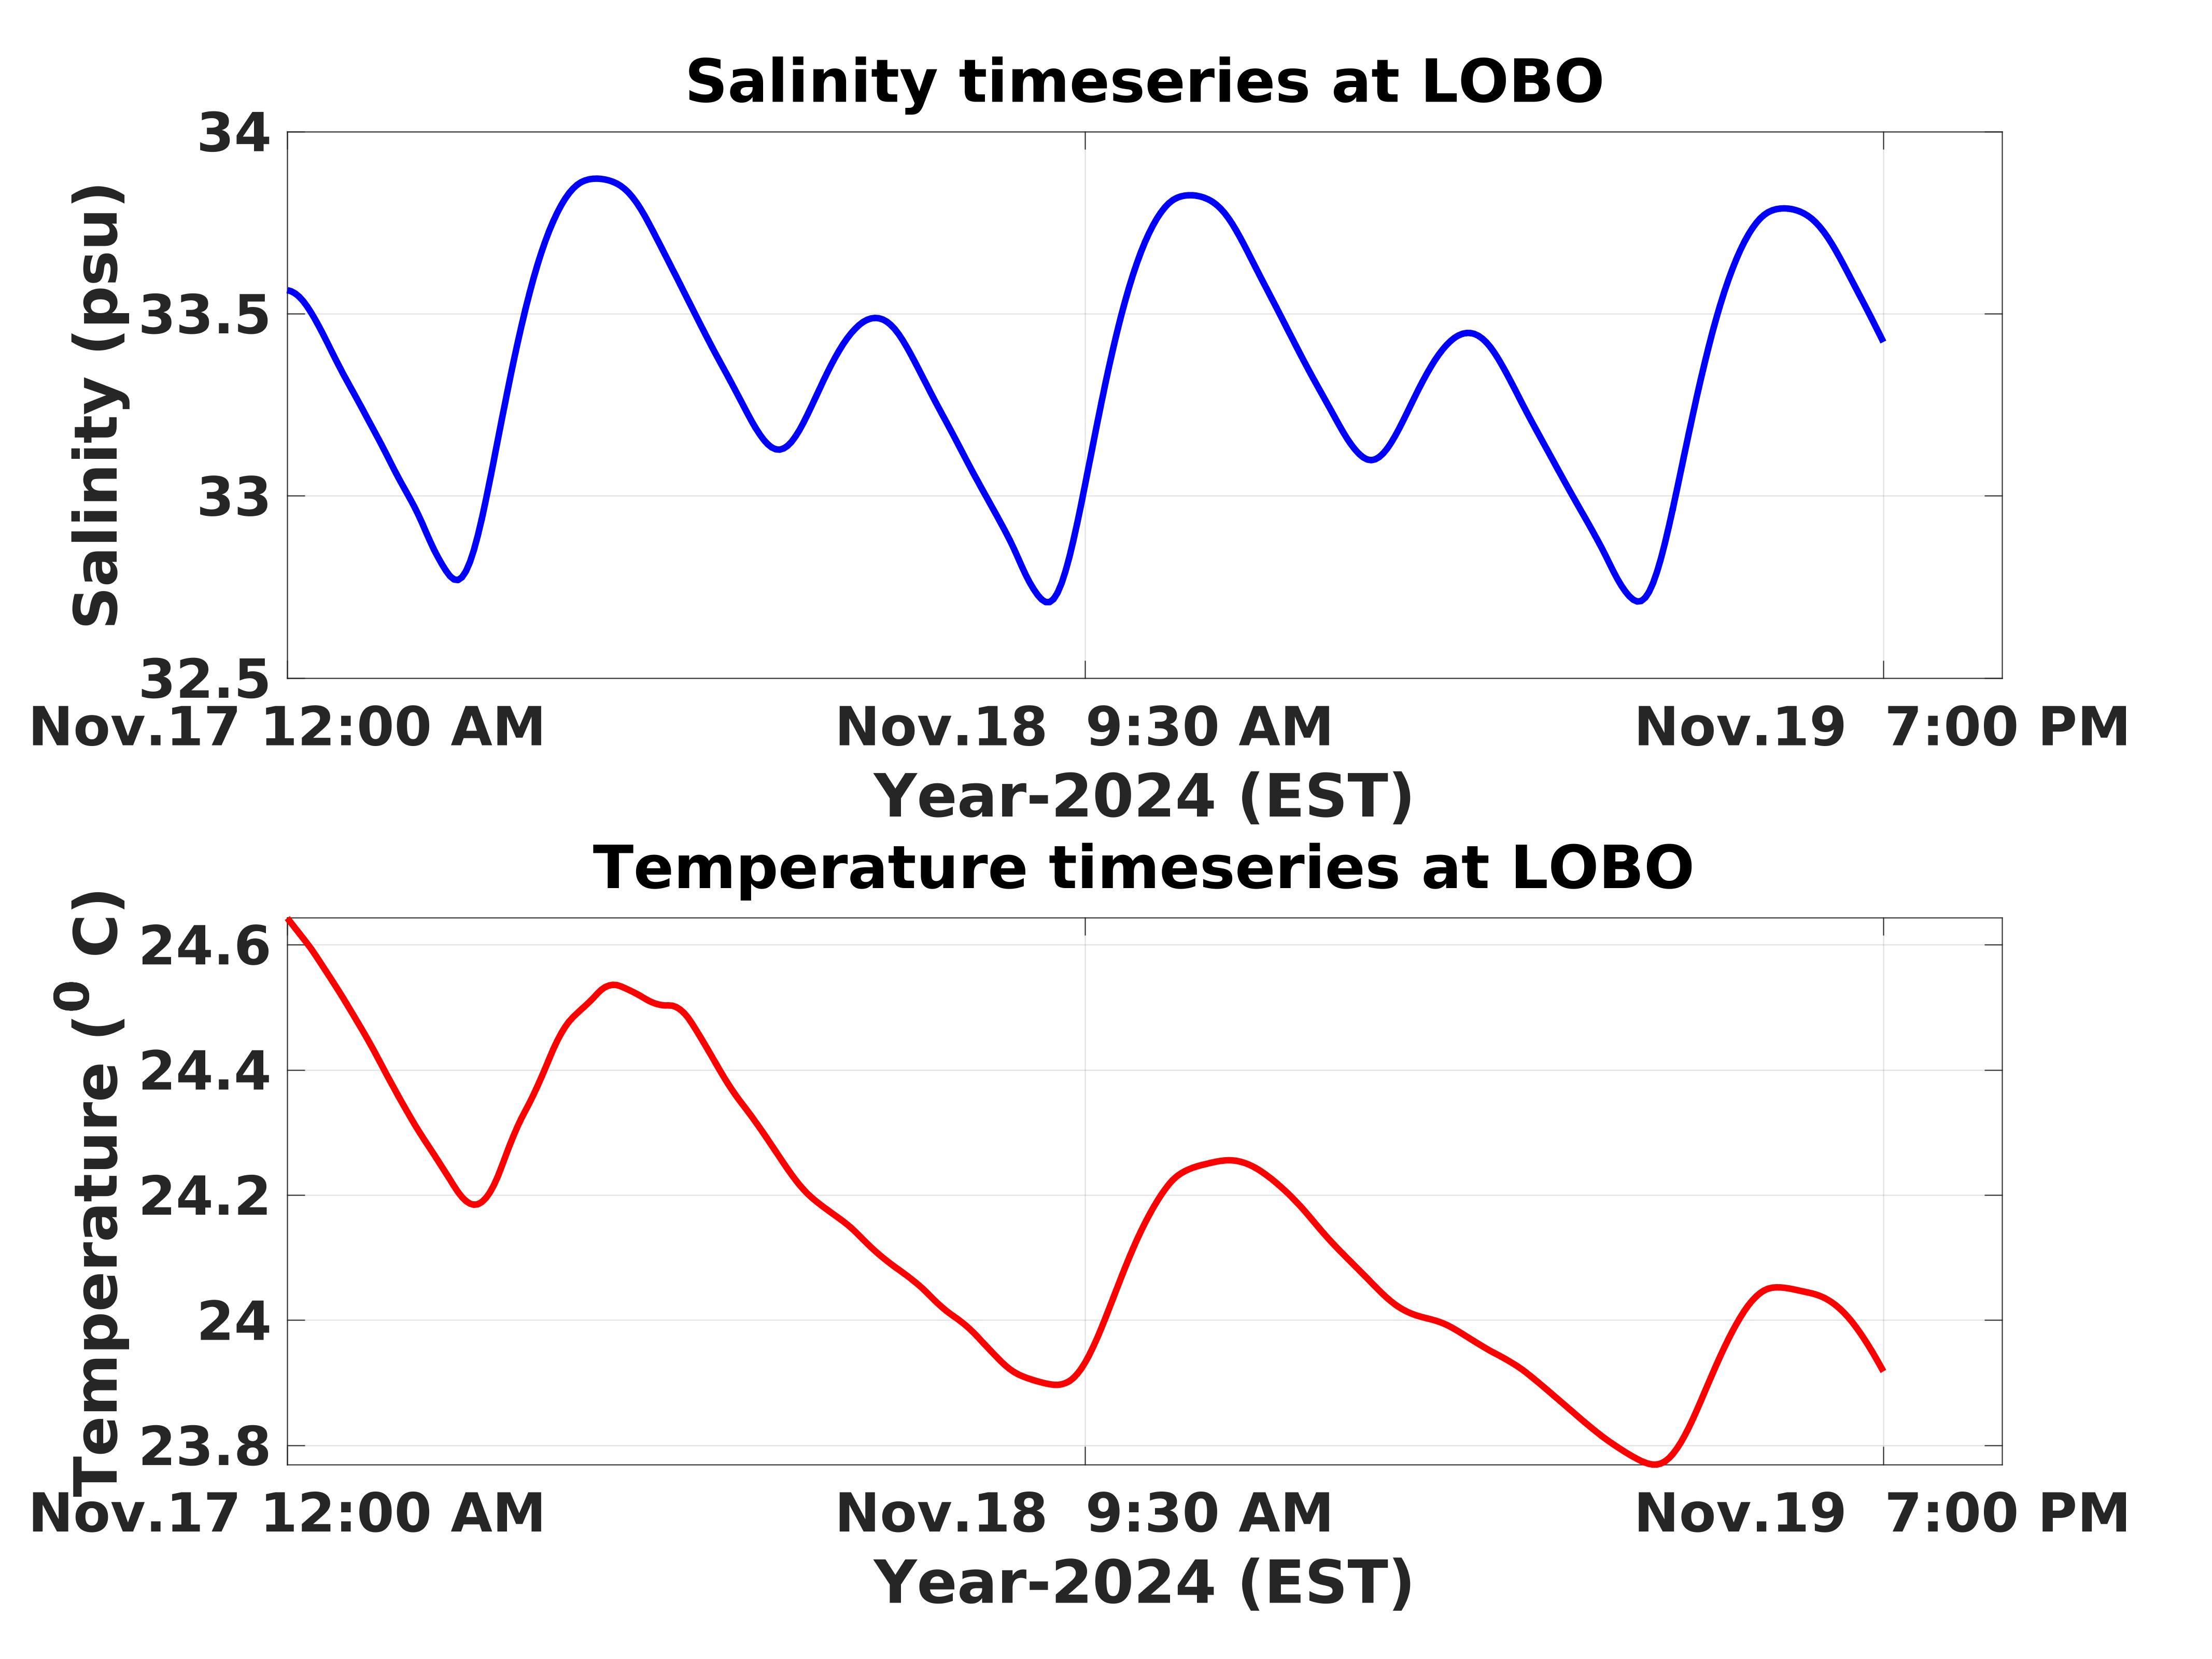 Salinity timeseries at LOBO
Salinity (psu)
34
33.5
33
32.5
Nov.17 12:00 AM Nov.18  9:30 AM Nov.19  7:00 PM
Year-2024 (EST)
Temperature timeseries at LOBO
Temperature (⁰ C)
24.6
24.4
24.2
24
23.8
Nov.17 12:00 AM Nov.18  9:30 AM Nov.19  7:00 PM
Year-2024 (EST)